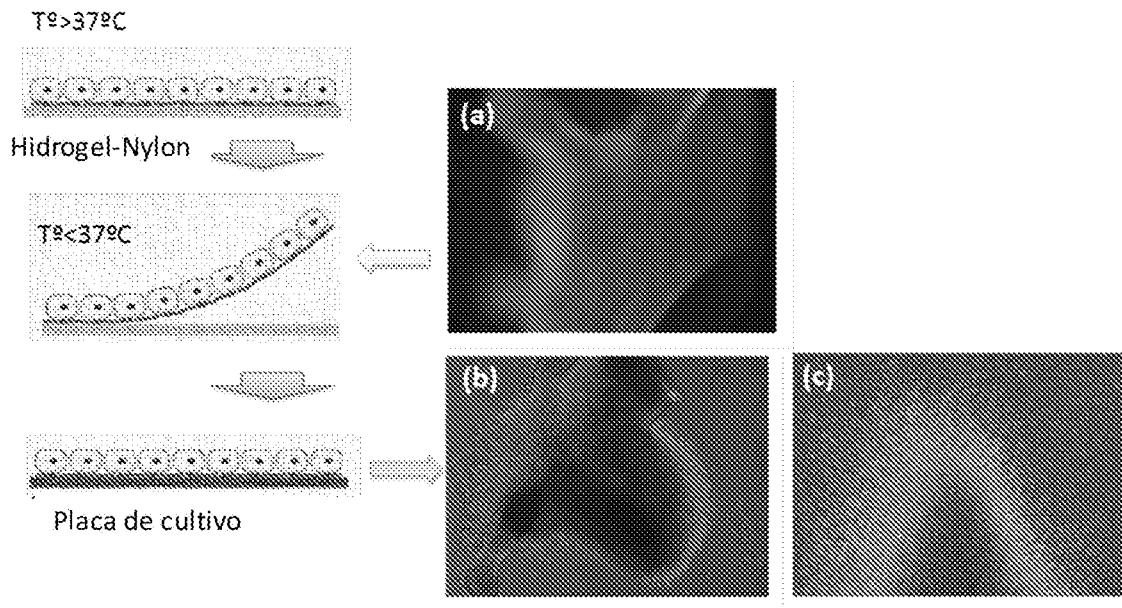 Tº>37ºC
Hidrogel-Nylon
Tº<37ºC
Placa de cultivo
(a)
(b)
(c)